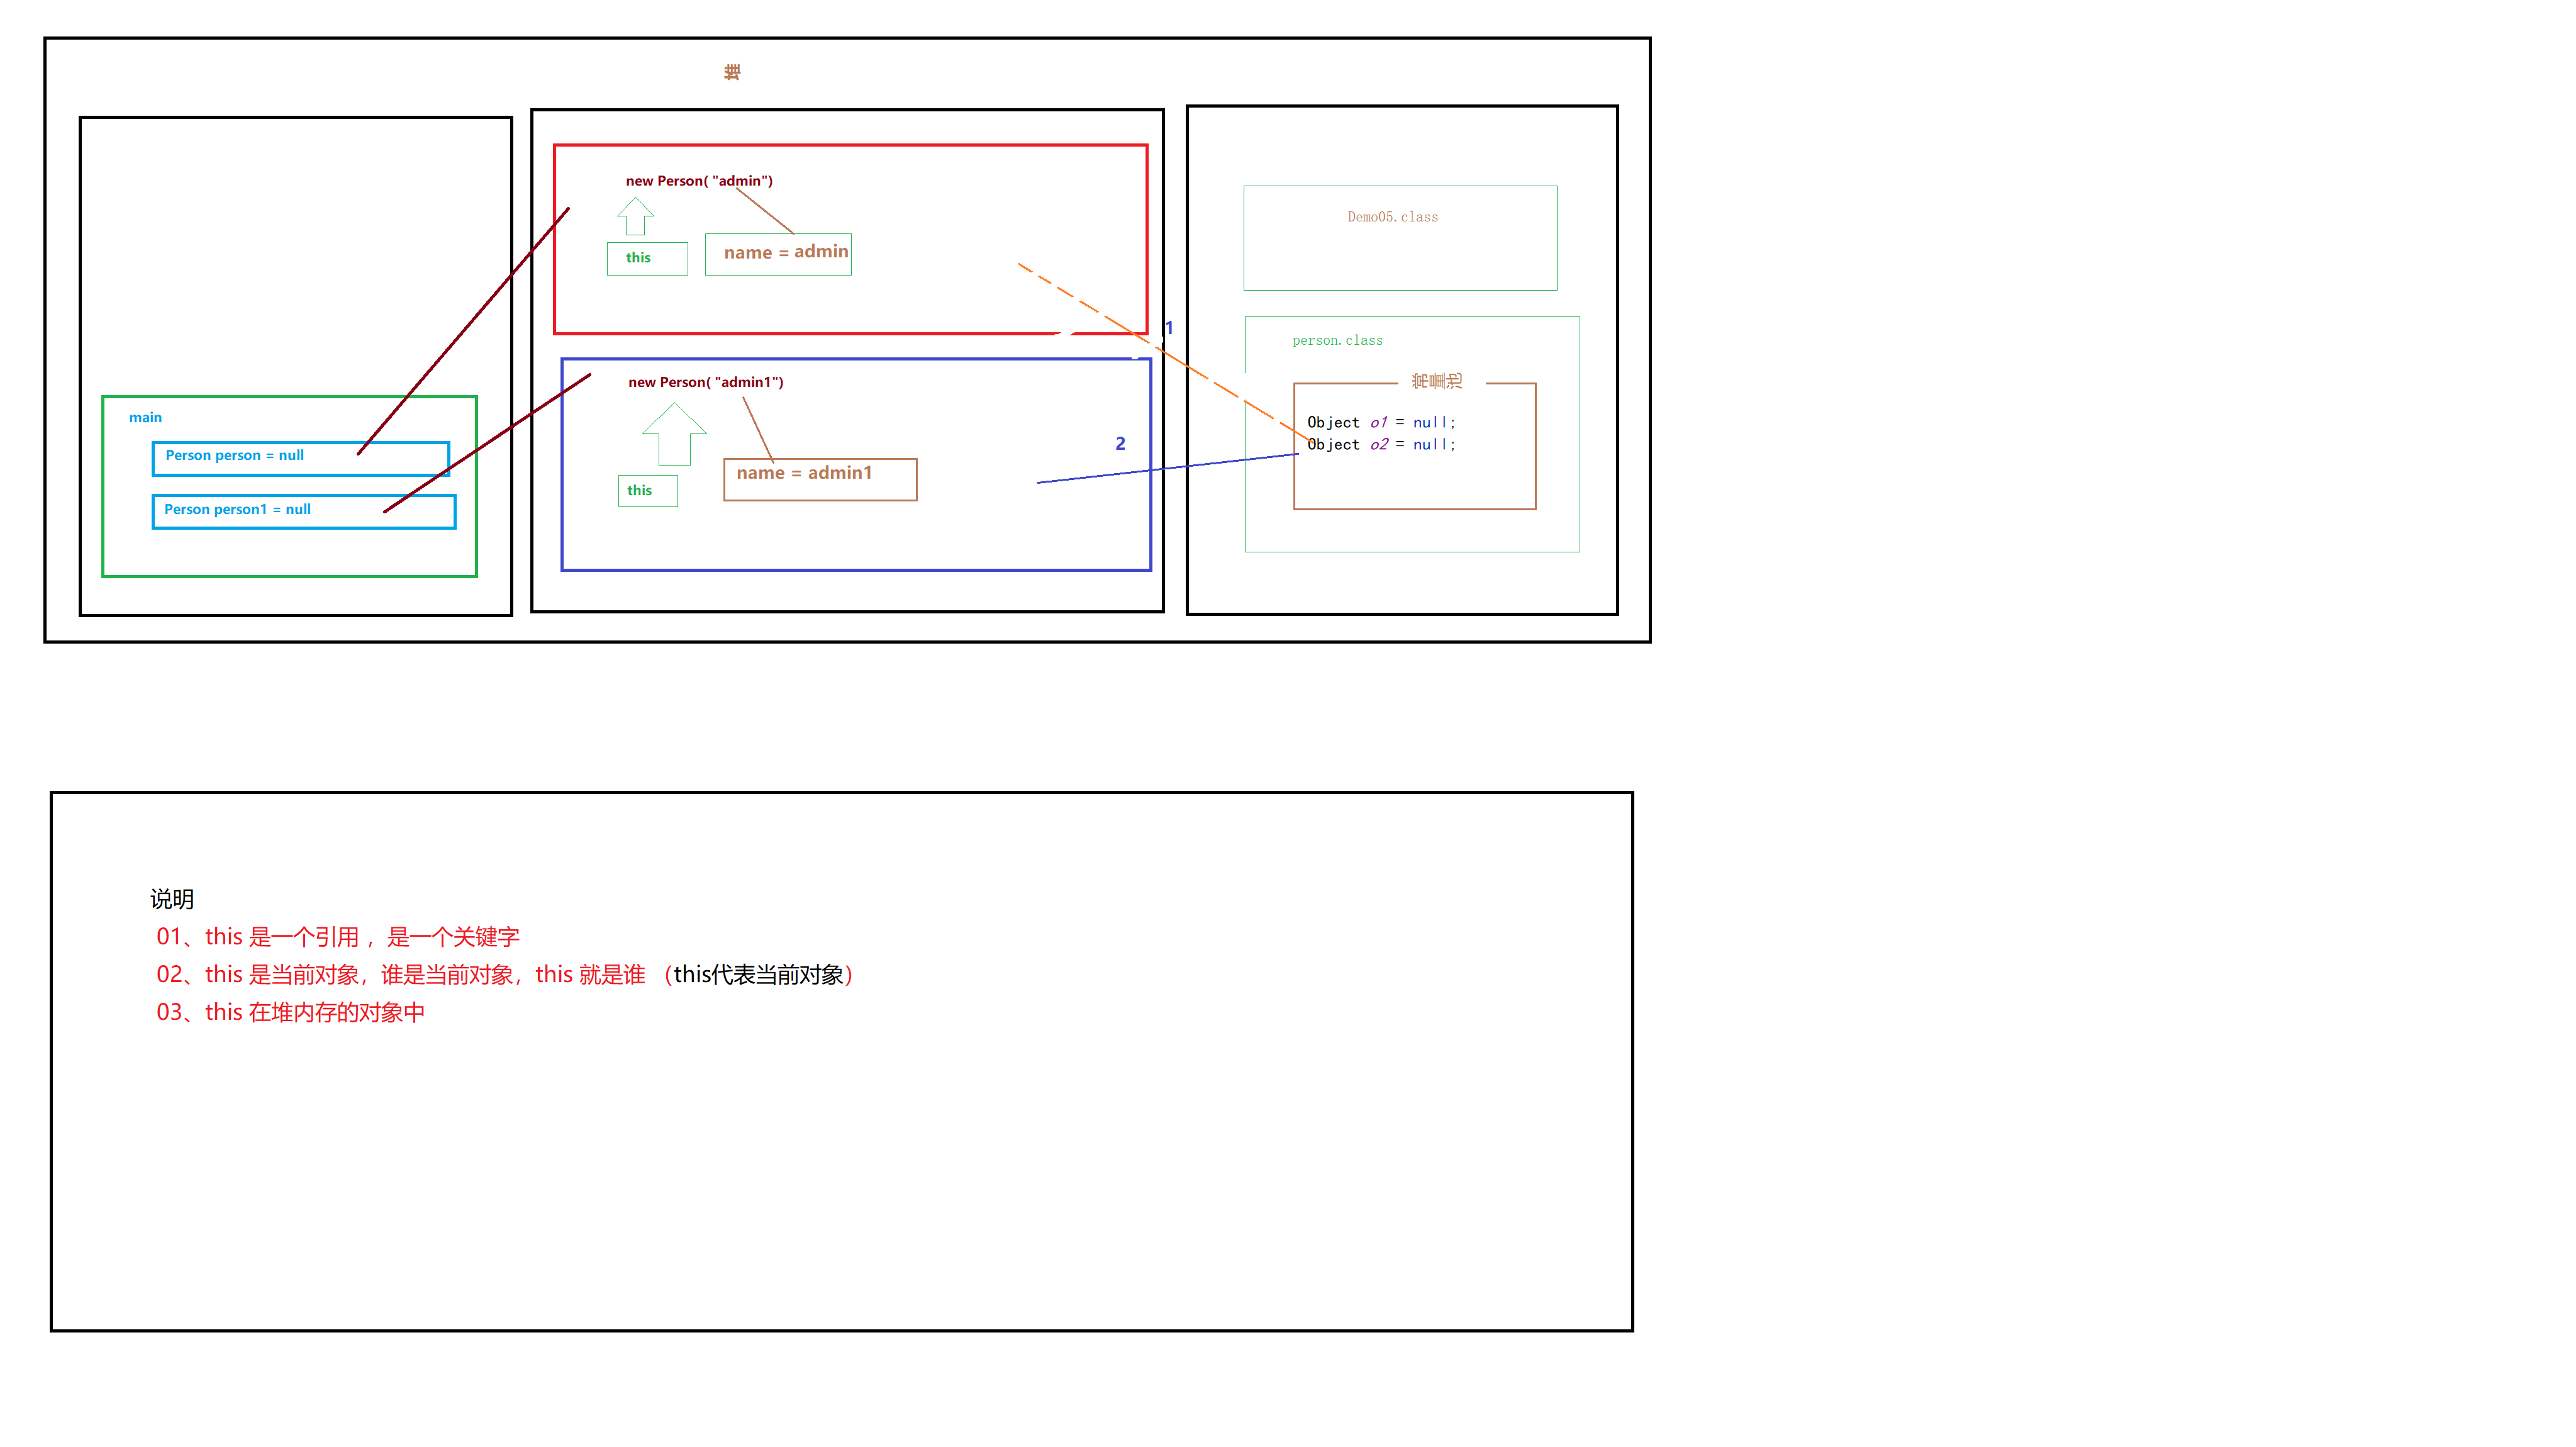 堆
main
Person person = null
Person person1 = null
new Person( "admin")
this
name = admin
new Person( "admin1")
this
name = admin1
1
2
Demo05.class
person.class
常量池
Object o1 = null;
Object o2 = null;
说明
01、this 是一个引用 ，是一个关键字
02、this 是当前对象，谁是当前对象，this 就是谁 （this代表当前对象）
03、this 在堆内存的对象中